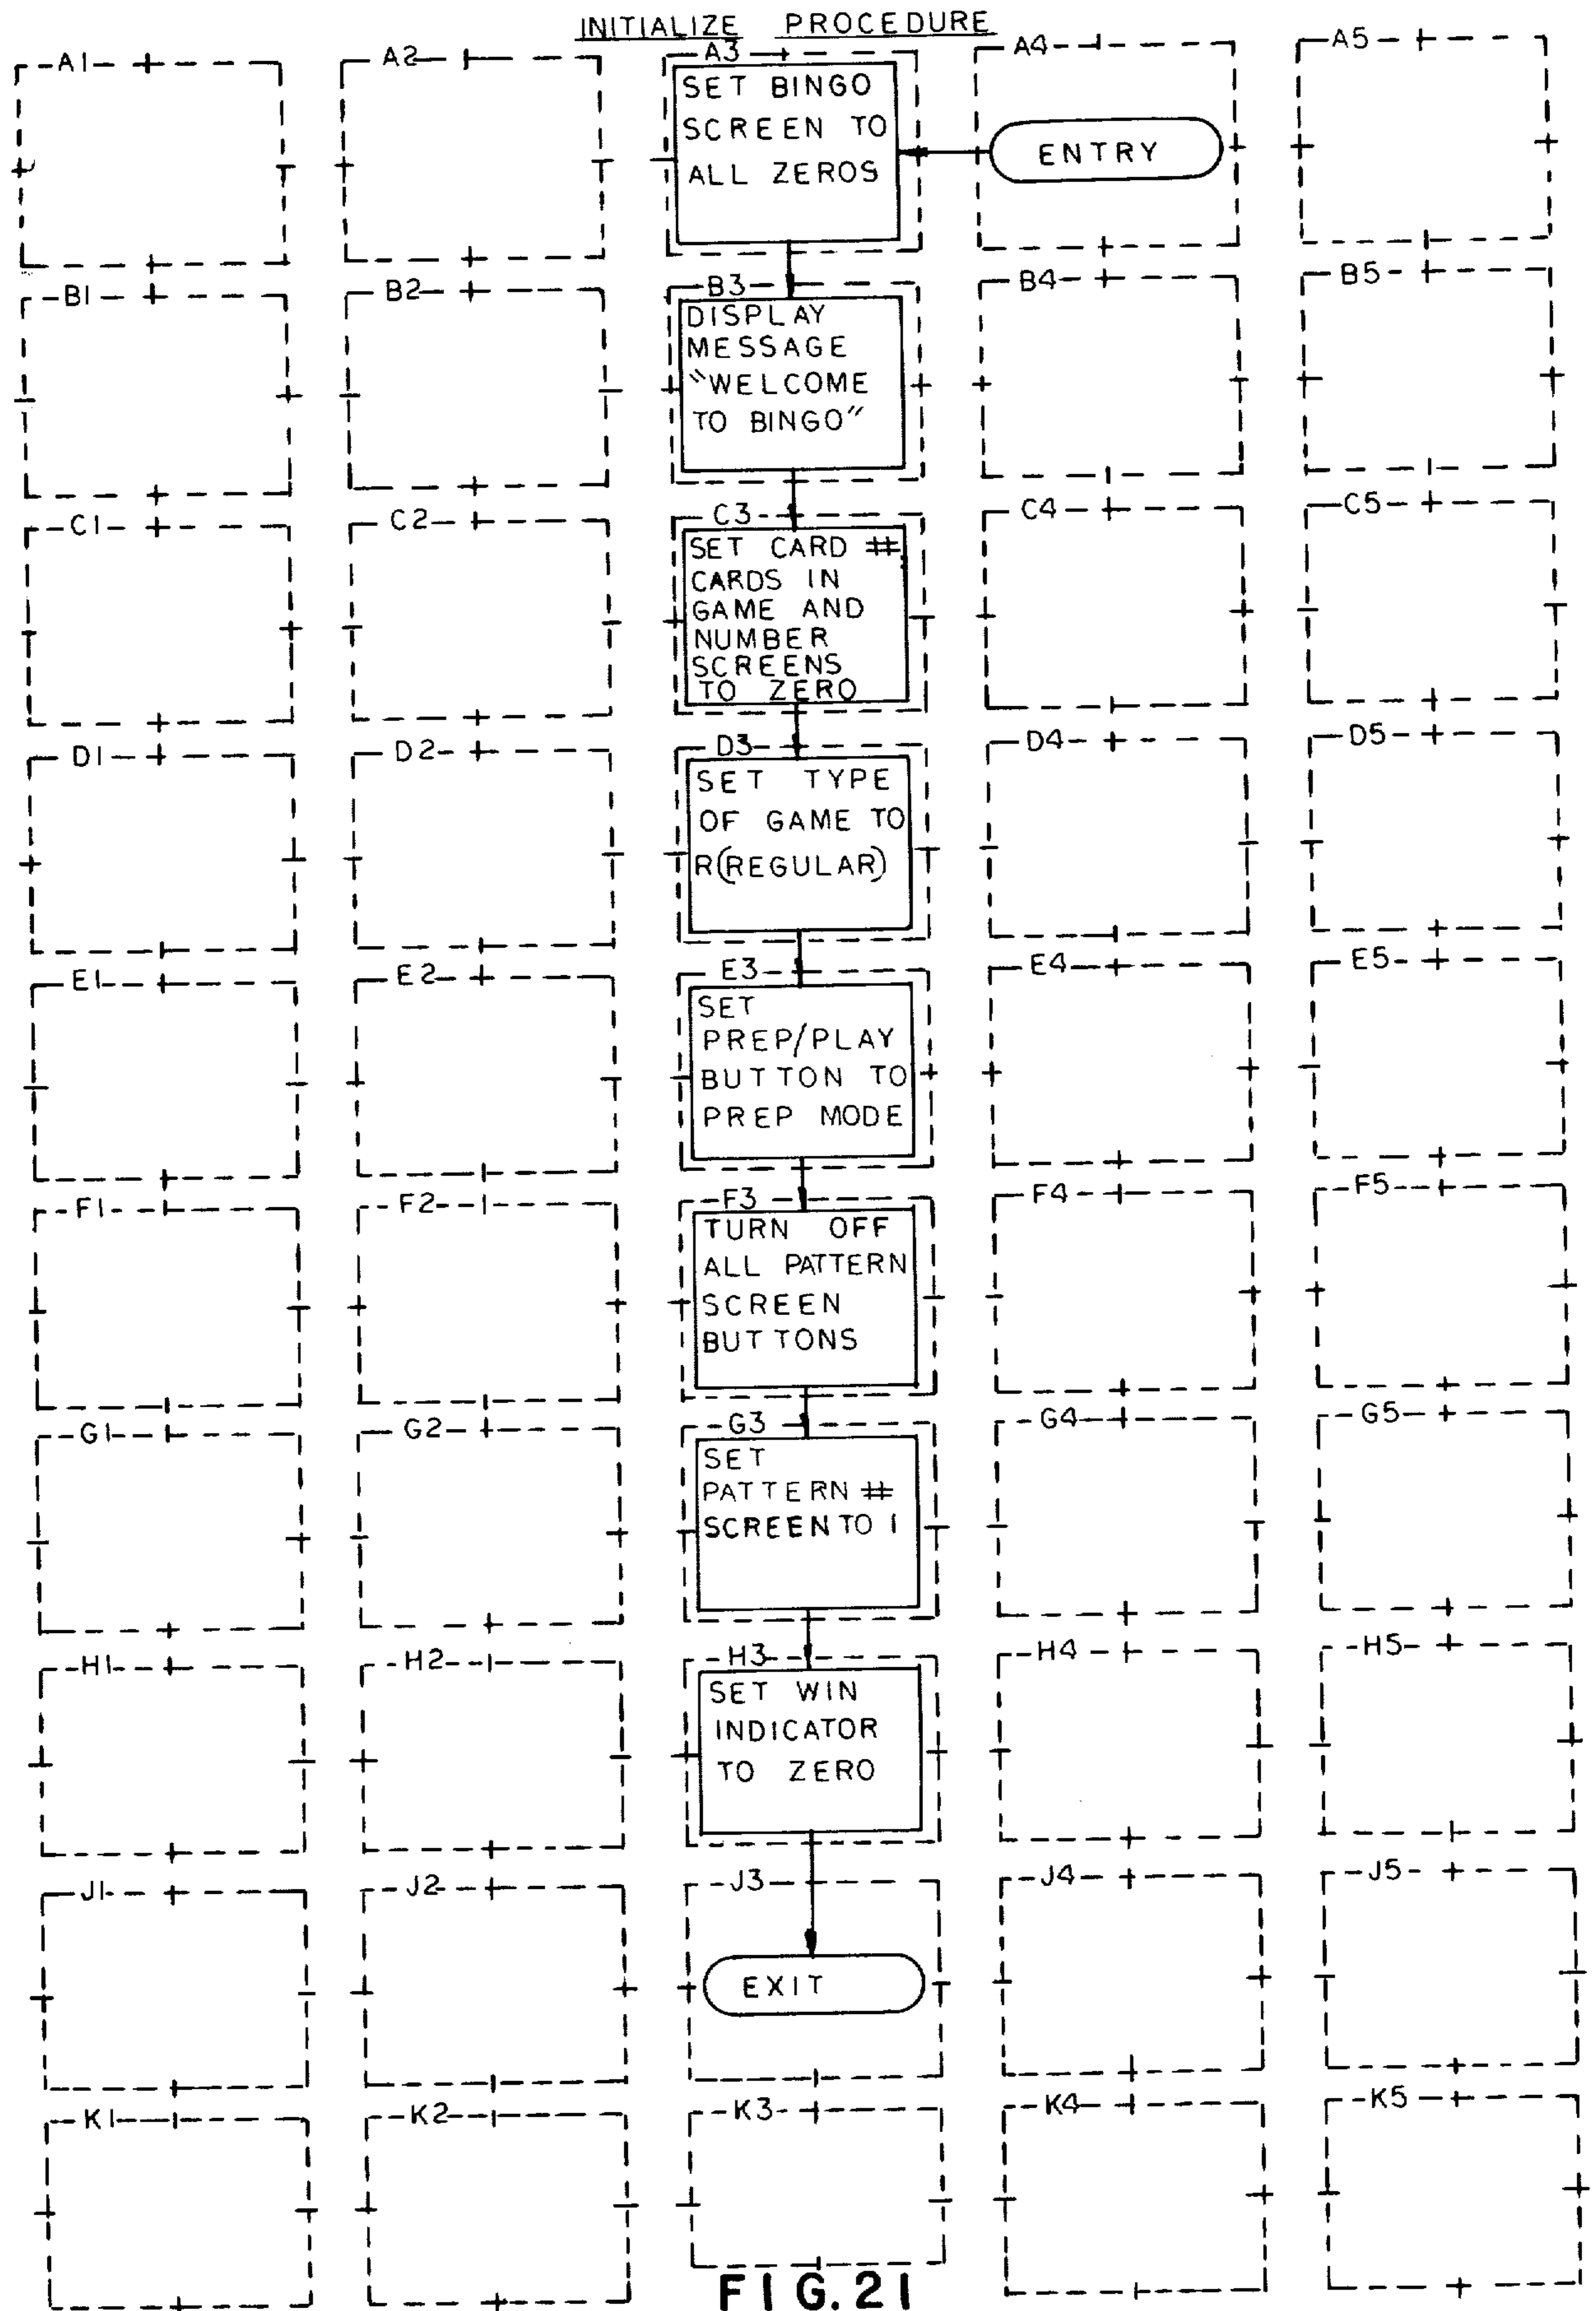 INITIALIZE PROCEDURE
A1
A2
A3
A4
A5
SET BINGO
SCREEN TO
ALL ZEROS
ENTRY
B1
B2
B3
B4
B5
DISPLAY
MESSAGE
"WELCOME
TO BINGO"
C1
C2
C3
C4
C5
SET CARD #
CARDS IN
GAME AND
NUMBER
SCREENS
TO ZERO
D1
D2
D3
D4
D5
SET TYPE
OF GAME TO
R(REGULAR)
E1
E2
E3
E4
E5
SET
PREP/PLAY
BUTTON TO
PREP MODE
F1
F2
F3
F4
F5
TURN OFF
ALL PATTERN
SCREEN
BUTTONS
G1
G2
G3
G4
G5
SET
PATTERN #
SCREEN TO 1
H1
H2
H3
H4
H5
SET WIN
INDICATOR
TO ZERO
J1
J2
J3
J4
J5
EXIT
K1
K2
K3
K4
K5
FIG. 21